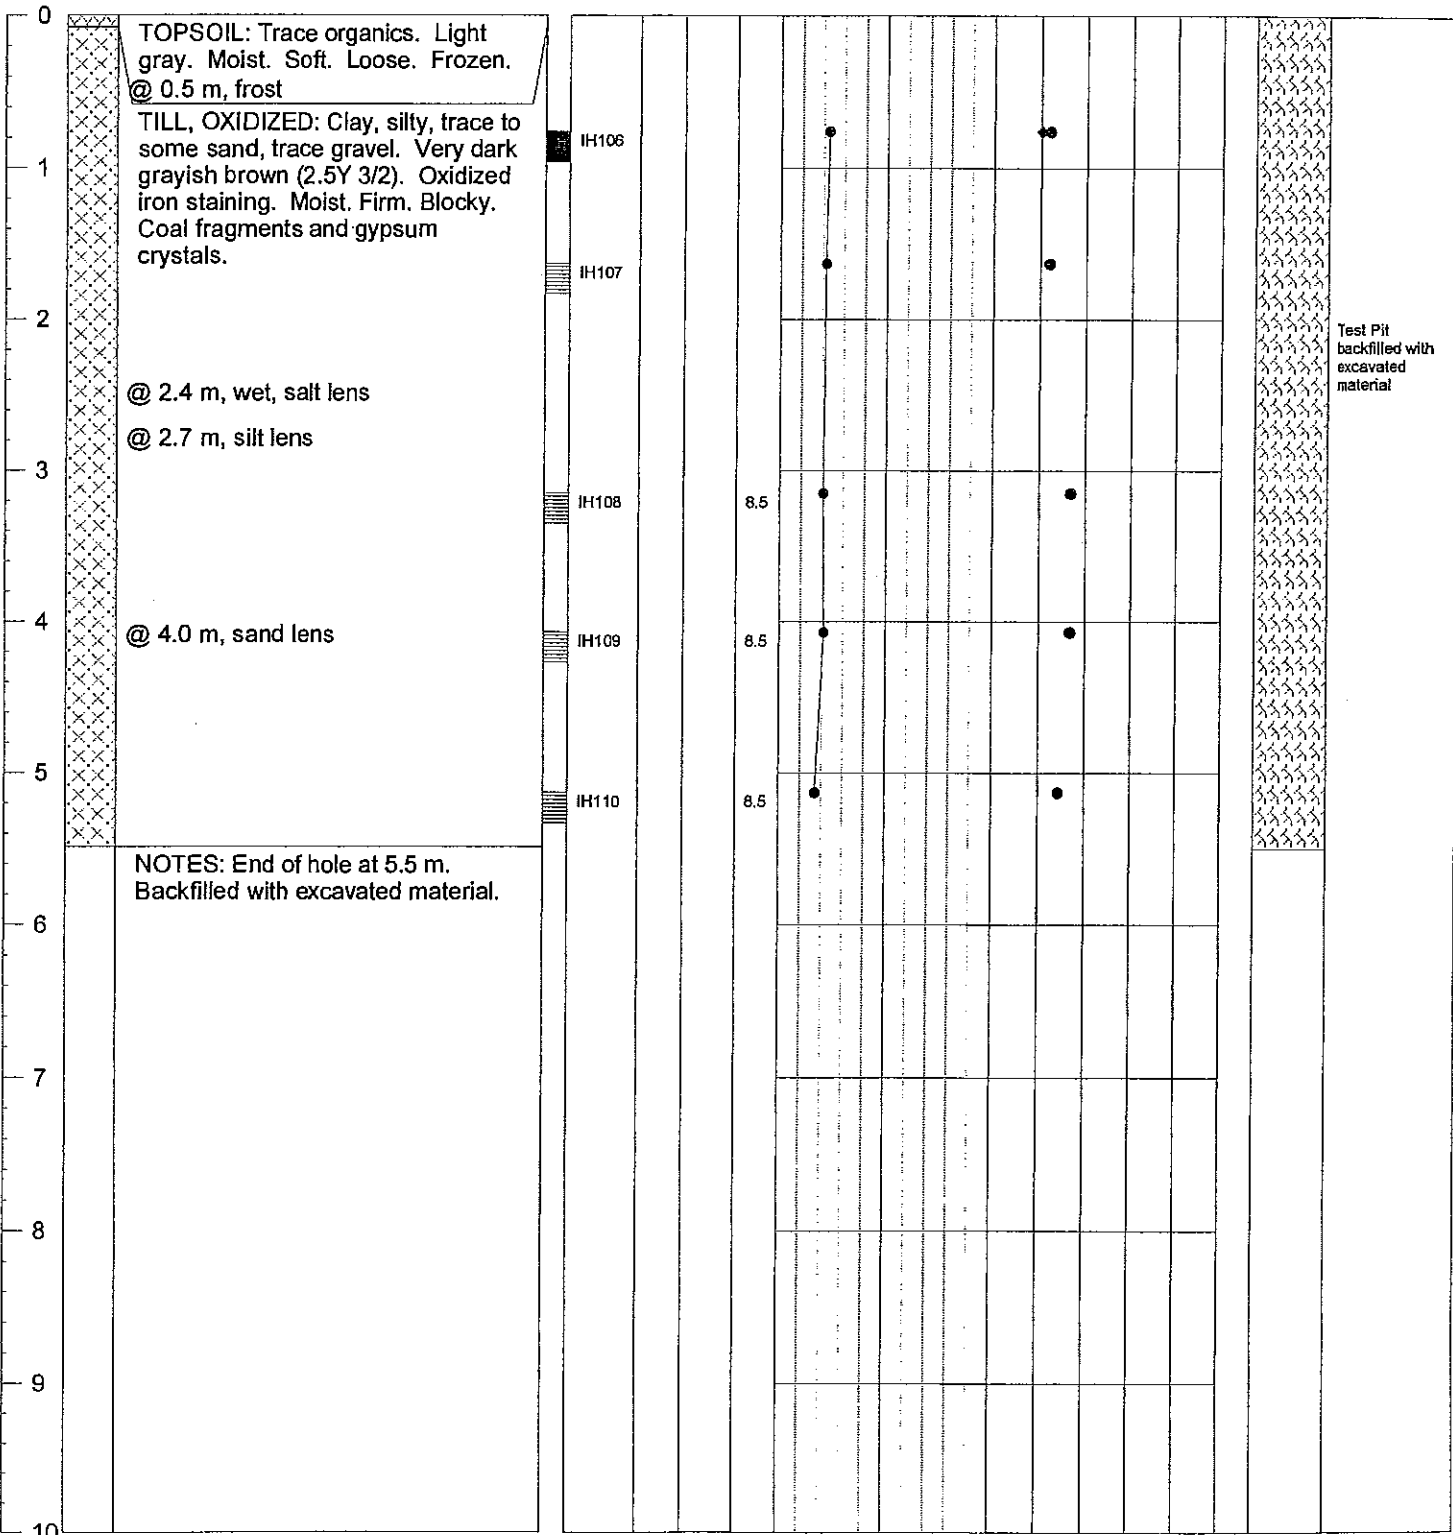 0
TOPSOIL: Trace organics. Light
gray. Moist. Soft. Loose. Frozen.
@ 0.5 m, frost
TILL, OXIDIZED: Clay, silty, trace to
some sand, trace gravel. Very dark
grayish brown (2.5Y 3/2). Oxidized
iron staining. Moist. Firm. Blocky.
Coal fragments and gypsum
crystals.
IH106
1
IH107
2
Test Pit
backfilled with
excavated
material
@ 2.4 m, wet, salt lens
@ 2.7 m, silt lens
3
IH108
8.5
4
@ 4.0 m, sand lens
IH109
8.5
5
IH110
8.5
NOTES: End of hole at 5.5 m.
Backfilled with excavated material.
6
7
8
9
10